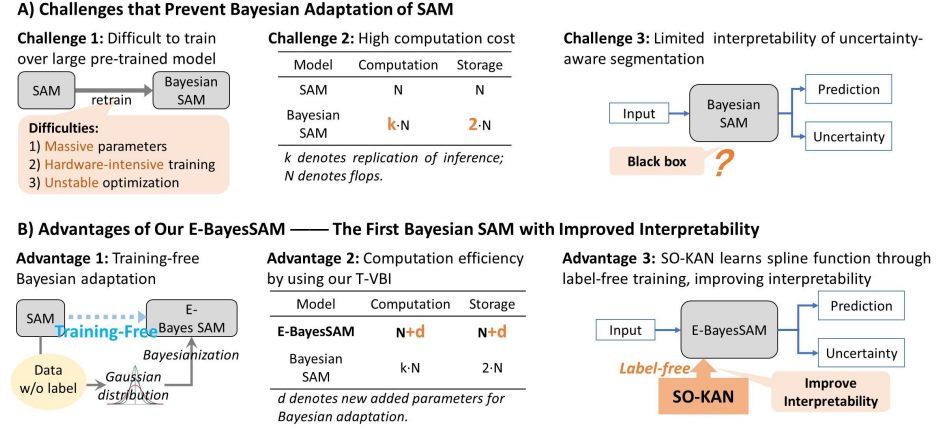 A) Challenges that Prevent Bayesian Adaptation of SAM
Challenge 1: Difficult to train
over large pre-trained model
SAM
retrain
Bayesian
SAM
Difficulties:
1) Massive parameters
2) Hardware-intensive training
3) Unstable optimization
Challenge 2: High computation cost
Model Computation Storage
SAM N N
Bayesian
SAM
k·N 2·N
k denotes replication of inference;
N denotes flops.
Challenge 3: Limited interpretability of uncertainty-
aware segmentation
Input
Bayesian
SAM
Prediction
Uncertainty
Black box
?
B) Advantages of Our E-BayesSAM —— The First Bayesian SAM with Improved Interpretability
Advantage 1: Training-free
Bayesian adaptation
SAM
Training-Free
E-
Bayes SAM
Bayesianization
Data
w/o label
Gaussian
distribution
Advantage 2: Computation efficiency
by using our T-VBI
Model Computation Storage
E-BayesSAM N+d N+d
Bayesian
SAM
k·N 2·N
d denotes new added parameters for
Bayesian adaptation.
Advantage 3: SO-KAN learns spline function through
label-free training, improving interpretability
Input
E-BayesSAM
Prediction
Uncertainty
Label-free
SO-KAN
Improve
Interpretability